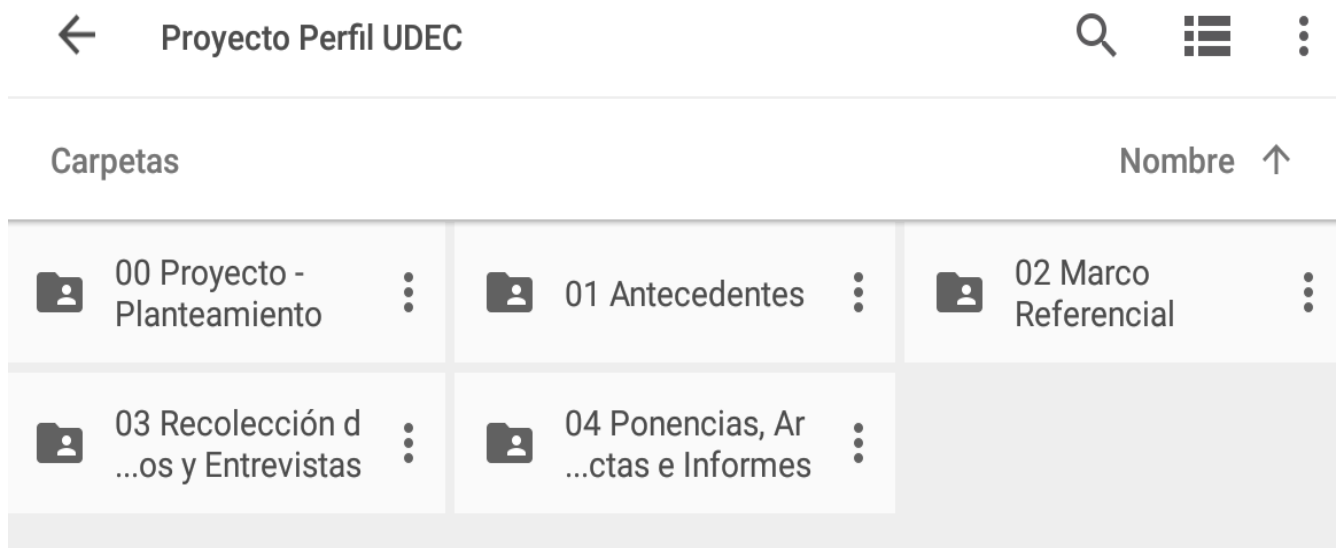 Proyecto Perfil UDEC
Carpetas
Nombre
00 Proyecto -
Planteamiento
01 Antecedentes
02 Marco
Referencial
03 Recolección d
...os y Entrevistas
04 Ponencias, Ar
...ctas e Informes